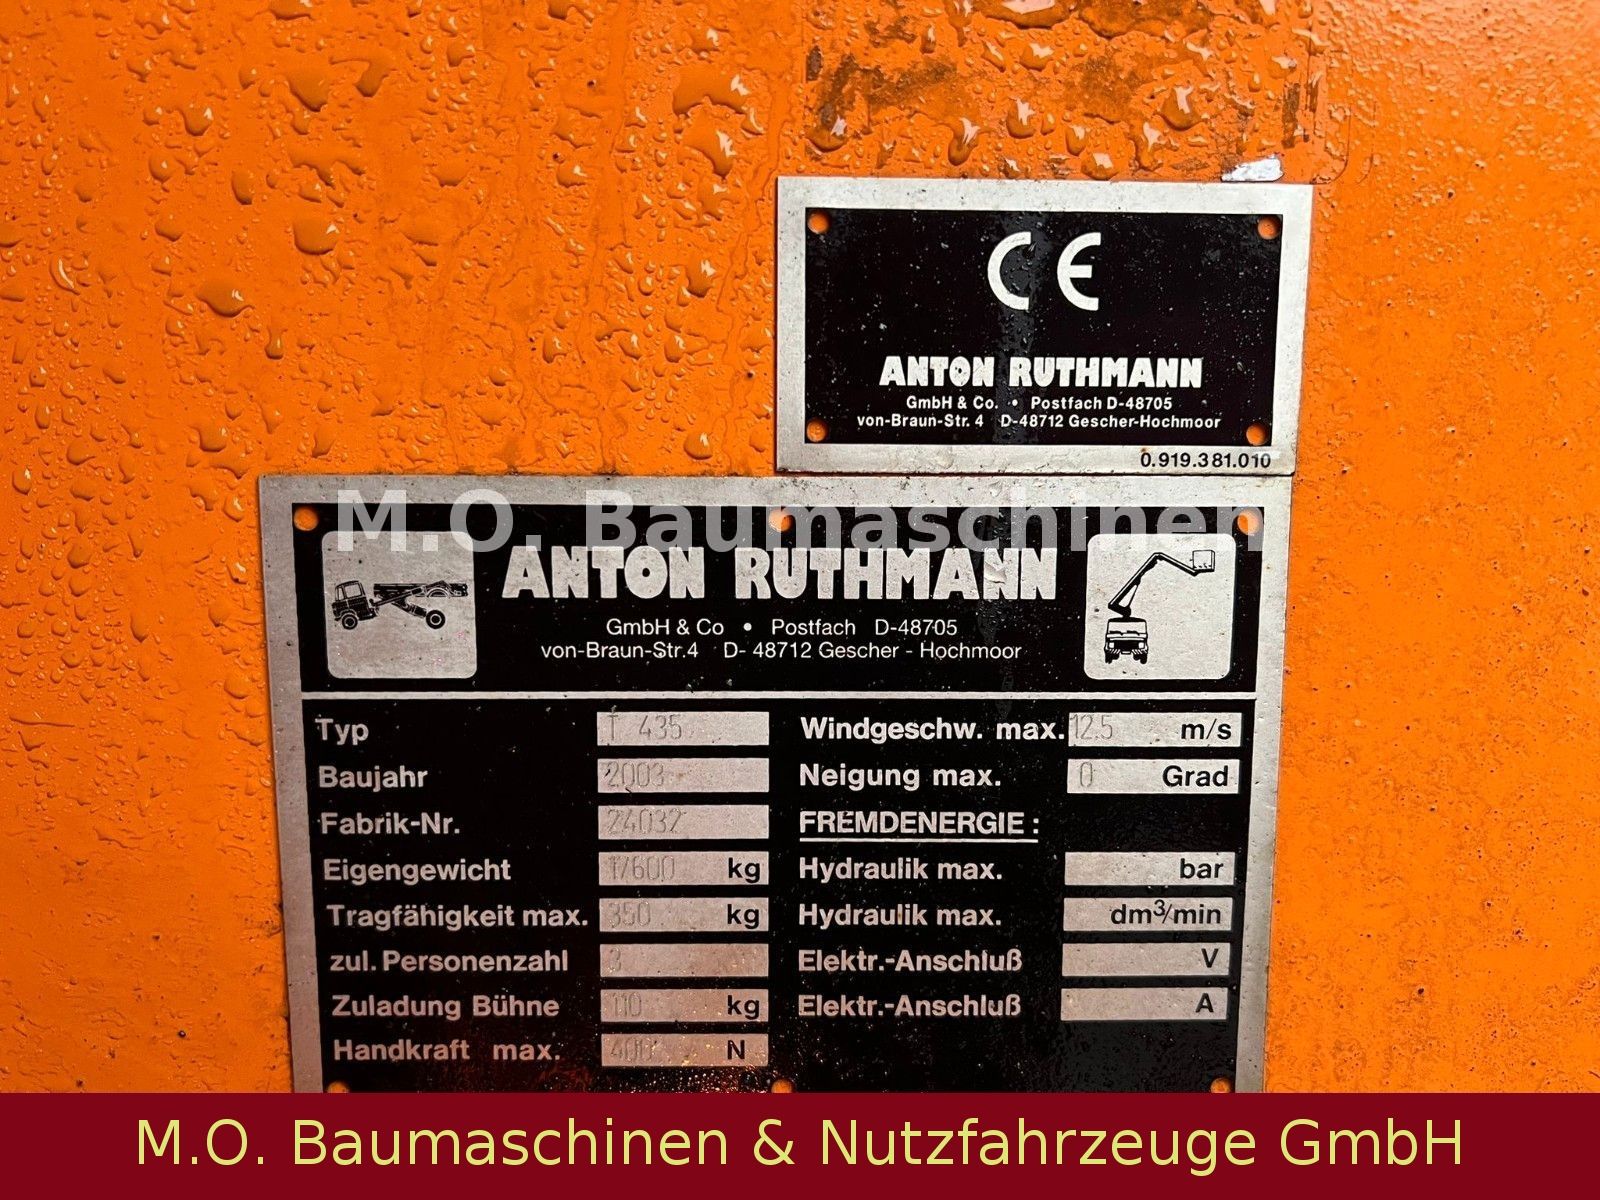 CE
ANTON RUTHMANN
GmbH & Co. • Postfach D-48705
von-Braun-Str. 4 D-48712 Gescher-Hochmoor
0.919.381.010
M.O. Baumaschinen
ANTON RUTHMANN
GmbH & Co • Postfach D-48705
von-Braun-Str.4 D- 48712 Gescher - Hochmoor
Typ T 435
Baujahr 2003
Fabrik-Nr. 24032
Eigengewicht 17600 kg
Tragfähigkeit max. 350 kg
zul. Personenzahl 3
Zuladung Bühne 110 kg
Handkraft max. 400 N
Windgeschw. max. 12,5 m/s
Neigung max. 0 Grad
FREMDENERGIE :
Hydraulik max. bar
Hydraulik max. dm³/min
Elektr.-Anschluß V
Elektr.-Anschluß A
M.O. Baumaschinen & Nutzfahrzeuge GmbH